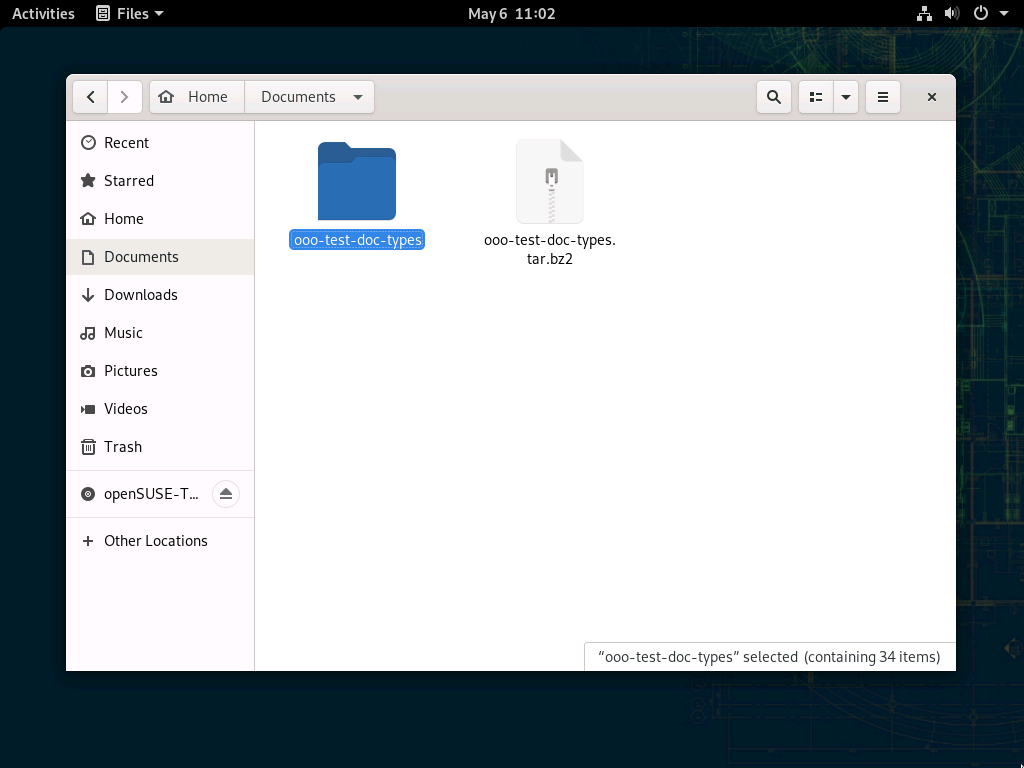 Activities Files May 6 11:02
Home Documents
Recent
Starred
Home
Documents
Downloads
Music
Pictures
Videos
Trash
openSUSE-T...
Other Locations
ooo-test-doc-types
ooo-test-doc-types.
tar.bz2
“ooo-test-doc-types” selected (containing 34 items)